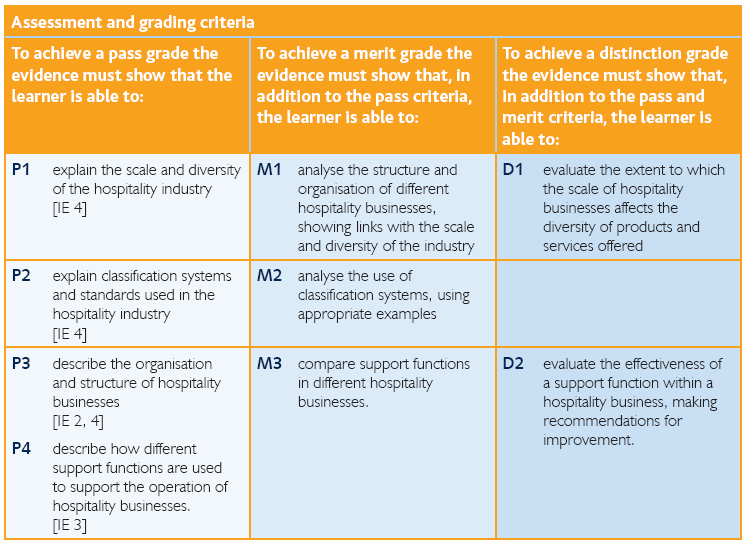 Assessment and grading criteria
To achieve a pass grade the
evidence must show that the
learner is able to:
To achieve a merit grade the
evidence must show that, in
addition to the pass criteria,
the learner is able to:
To achieve a distinction grade
the evidence must show that,
in addition to the pass and
merit criteria, the learner is
able to:
P1 explain the scale and diversity
of the hospitality industry
[IE 4]
M1 analyse the structure and
organisation of different
hospitality businesses,
showing links with the scale
and diversity of the industry
D1 evaluate the extent to which
the scale of hospitality
businesses affects the
diversity of products and
services offered
P2 explain classification systems
and standards used in the
hospitality industry
[IE 4]
M2 analyse the use of
classification systems, using
appropriate examples
P3 describe the organisation
and structure of hospitality
businesses
[IE 2, 4]
M3 compare support functions
in different hospitality
businesses.
D2 evaluate the effectiveness of
a support function within a
hospitality business, making
recommendations for
improvement.
P4 describe how different
support functions are used
to support the operation of
hospitality businesses.
[IE 3]